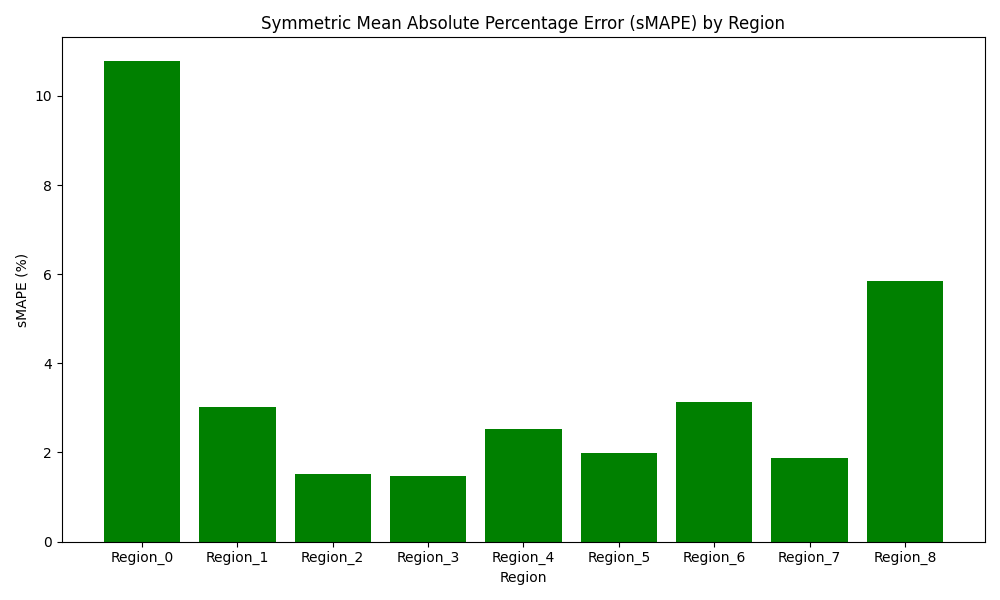 Symmetric Mean Absolute Percentage Error (sMAPE) by Region
sMAPE (%)
10
8
6
4
2
0
Region_0 Region_1 Region_2 Region_3 Region_4 Region_5 Region_6 Region_7 Region_8
Region